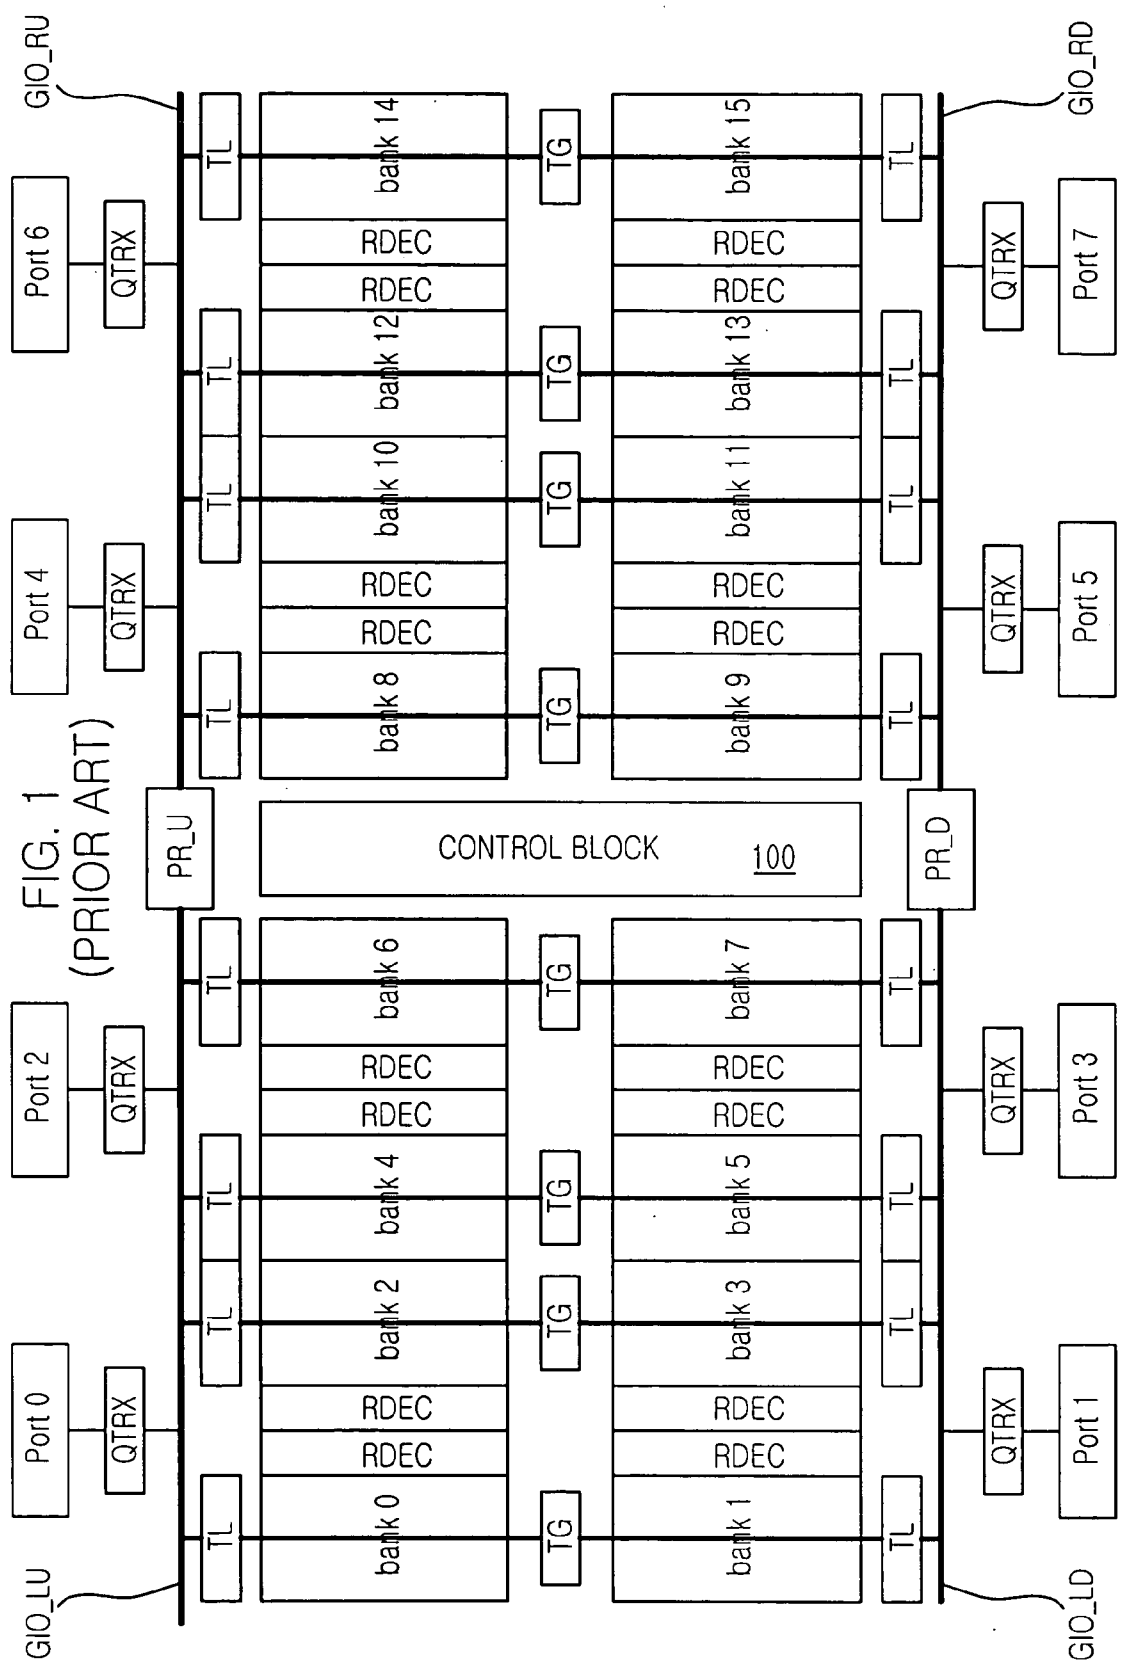 FIG. 1
(PRIOR ART)
Port 0
Port 2
Port 4
Port 6
QTRX
QTRX
QTRX
QTRX
GIO_LU
PR_U
GIO_RU
TL
TL
TL
TL
TL
TL
TL
TL
bank 0
RDEC
RDEC
bank 2
bank 4
RDEC
RDEC
bank 6
bank 8
RDEC
RDEC
bank 10
bank 12
RDEC
RDEC
bank 14
TG
TG
TG
TG
CONTROL BLOCK
100
TG
TG
TG
TG
bank 1
RDEC
RDEC
bank 3
bank 5
RDEC
RDEC
bank 7
bank 9
RDEC
RDEC
bank 11
bank 13
RDEC
RDEC
bank 15
TL
TL
TL
TL
TL
TL
TL
TL
GIO_LD
PR_D
GIO_RD
QTRX
QTRX
QTRX
QTRX
Port 1
Port 3
Port 5
Port 7